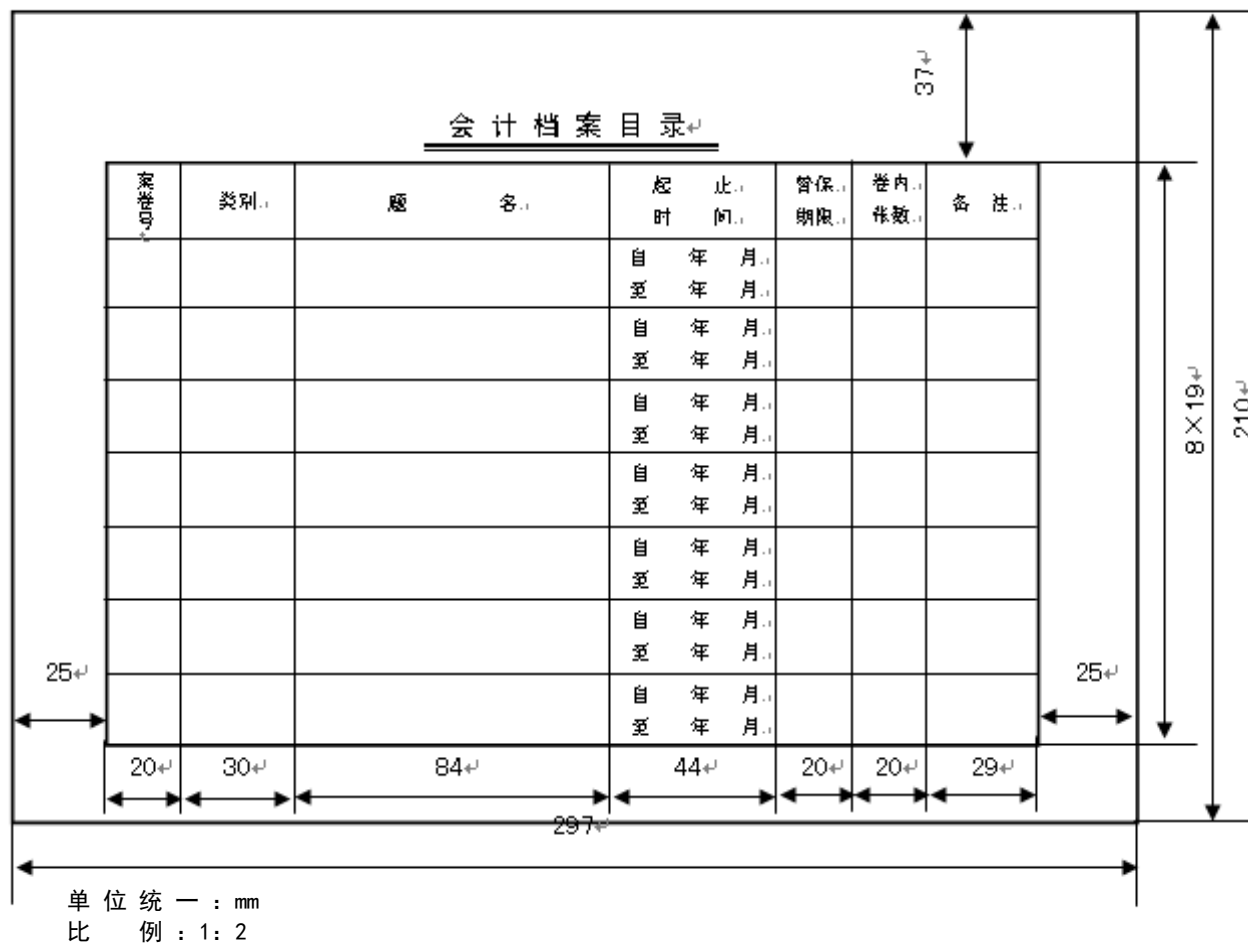 37
会 计 档 案 目 录
案卷号 类别 题 名 起 止 时 间 保 期限 卷内 张数 备 注
自 年 月
至 年 月
自 年 月
至 年 月
自 年 月
至 年 月
自 年 月
至 年 月
自 年 月
至 年 月
自 年 月
至 年 月
自 年 月
至 年 月
8×19
210
25
25
20 30 84 44 20 20 29
297
单 位 统 一 : mm
比 例 : 1: 2